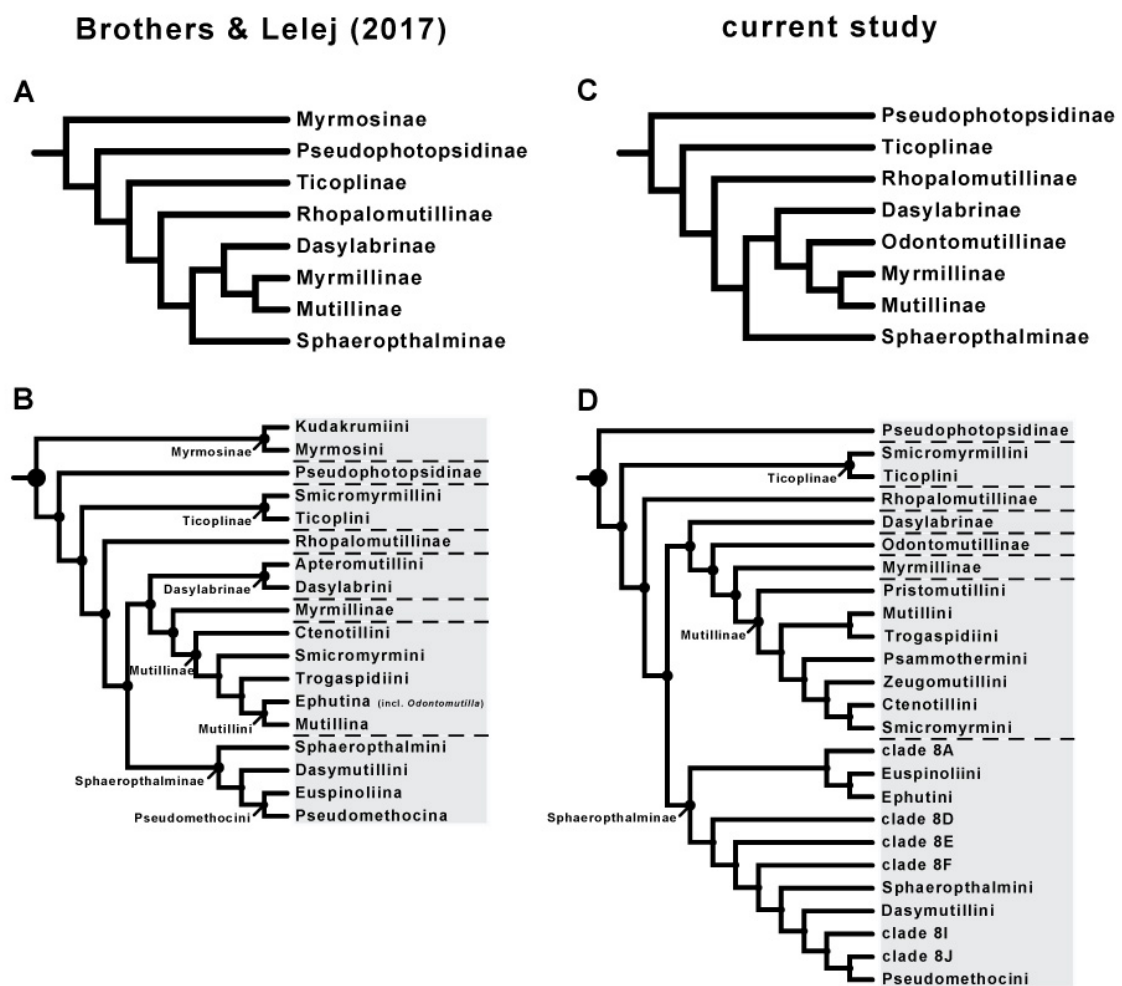 Brothers & Lelej (2017)
A
Myrmosinae
Pseudophotopsidinae
Ticoplinae
Rhopalomutillinae
Dasylabrinae
Myrmillinae
Mutillinae
Sphaeropthalminae
B
Kudakrumiini
Myrmosinae
Myrmosini
Pseudophotopsidinae
Smicromyrmillini
Ticoplinae
Ticoplini
Rhopalomutillinae
Apteromutillini
Dasylabrinae
Dasylabrini
Myrmillinae
Ctenotillini
Mutillinae
Smicromyrmini
Trogaspidiini
Ephutina (incl. Odontomutilla)
Mutillini
Mutillina
Sphaeropthalmini
Sphaeropthalminae
Dasymutillini
Euspinoliina
Pseudomethocini
Pseudomethocina
current study
C
Pseudophotopsidinae
Ticoplinae
Rhopalomutillinae
Dasylabrinae
Odontomutillinae
Myrmillinae
Mutillinae
Sphaeropthalminae
D
Pseudophotopsidinae
Smicromyrmillini
Ticoplinae
Ticoplini
Rhopalomutillinae
Dasylabrinae
Odontomutillinae
Myrmillinae
Pristomutillini
Mutillini
Mutillinae
Trogaspidiini
Psammothermini
Zeugomutillini
Ctenotillini
Smicromyrmini
clade 8A
Euspinoliini
Ephutini
Sphaeropthalminae
clade 8D
clade 8E
clade 8F
Sphaeropthalmini
Dasymutillini
clade 8I
clade 8J
Pseudomethocini